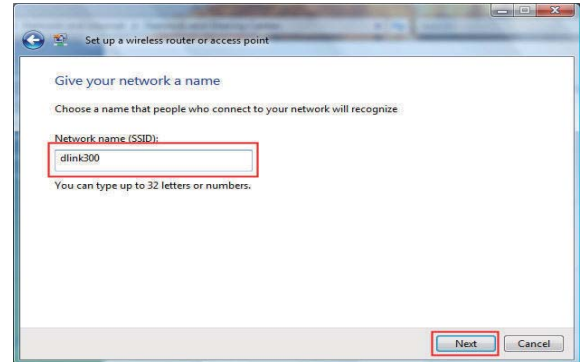 Set up a wireless router or access point
Give your network a name
Choose a name that people who connect to your network will recognize
Network name (SSID):
dlink300
You can type up to 32 letters or numbers.
Next Cancel